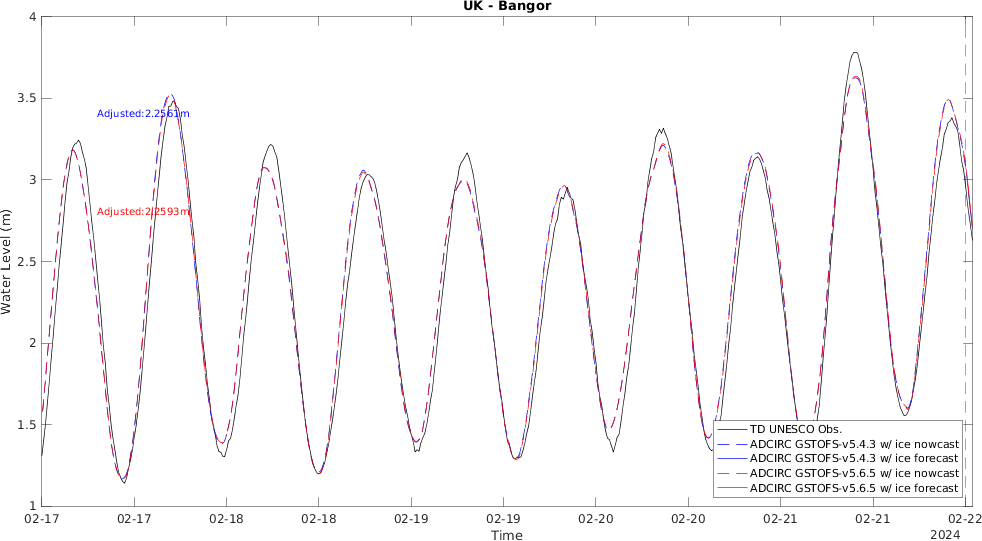 UK - Bangor
4
3.5
3
2.5
2
1.5
1
Water Level (m)
Adjusted:2.2561m
Adjusted:2.2593m
TD UNESCO Obs.
ADCIRC GSTOFS-v5.4.3 w/ ice nowcast
ADCIRC GSTOFS-v5.4.3 w/ ice forecast
ADCIRC GSTOFS-v5.6.5 w/ ice nowcast
ADCIRC GSTOFS-v5.6.5 w/ ice forecast
02-17 02-17 02-18 02-18 02-19 02-19 02-20 02-20 02-21 02-21 02-22
Time
2024